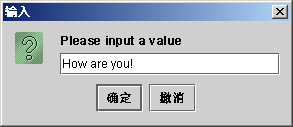 输入
Please input a value
How are you!
确定 撤消